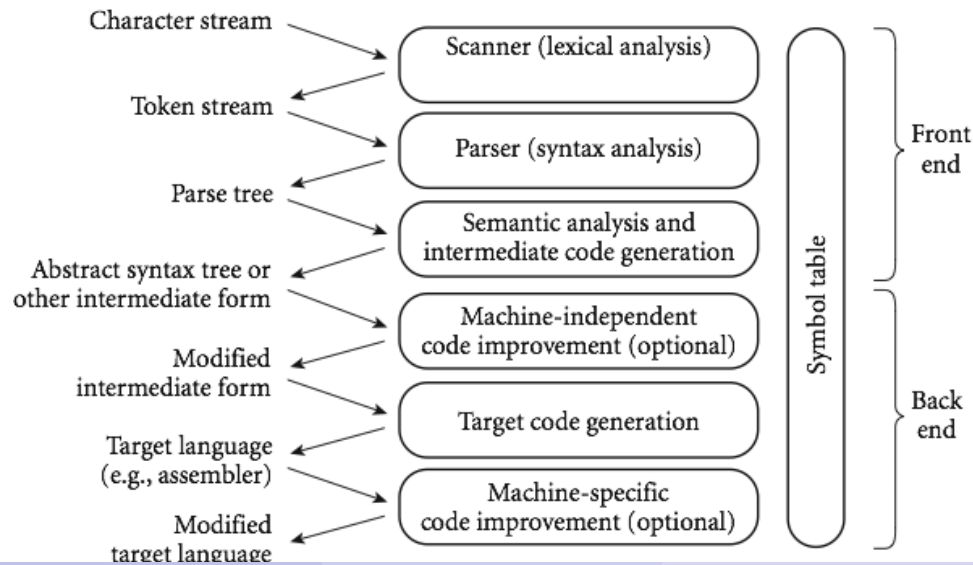 Character stream
Scanner (lexical analysis)
Token stream
Parser (syntax analysis)
Parse tree
Semantic analysis and
intermediate code generation
Abstract syntax tree or
other intermediate form
Machine-independent
code improvement (optional)
Modified
intermediate form
Target code generation
Target language
(e.g., assembler)
Machine-specific
code improvement (optional)
Modified
target language
Symbol table
Front
end
Back
end